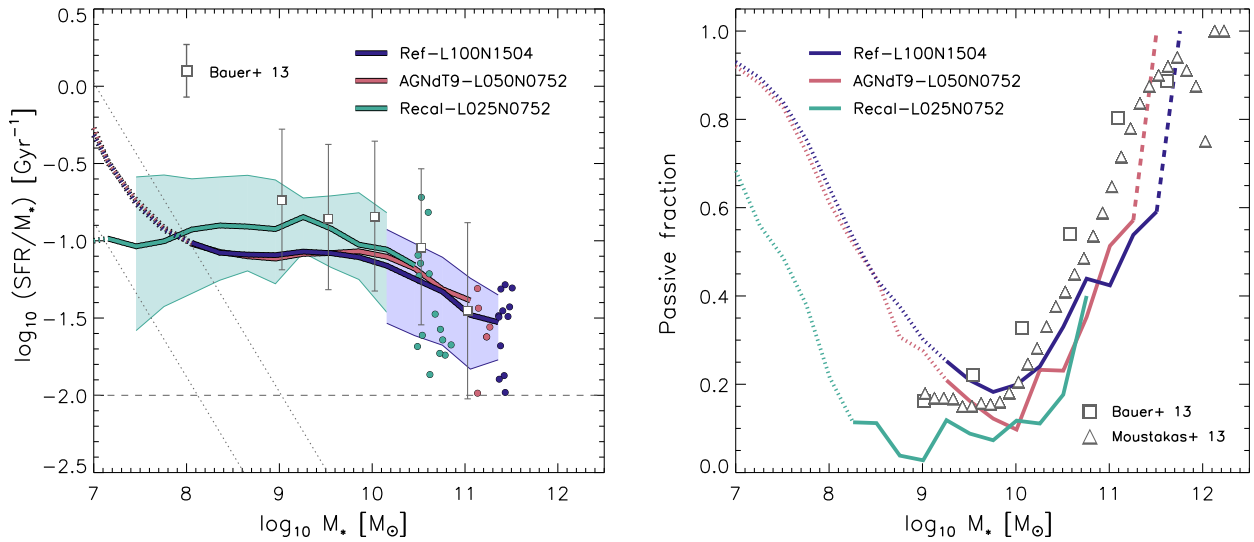 0.5
0.0
−0.5
−1.0
−1.5
−2.0
−2.5
log10 (SFR/M*) [Gyr−1]
Bauer+ 13
Ref−L100N1504
AGNdT9−L050N0752
Recal−L025N0752
7 8 9 10 11 12
log10 M* [M⊙]
1.0
0.8
0.6
0.4
0.2
0.0
Passive fraction
Ref−L100N1504
AGNdT9−L050N0752
Recal−L025N0752
Bauer+ 13
Moustakas+ 13
7 8 9 10 11 12
log10 M* [M⊙]